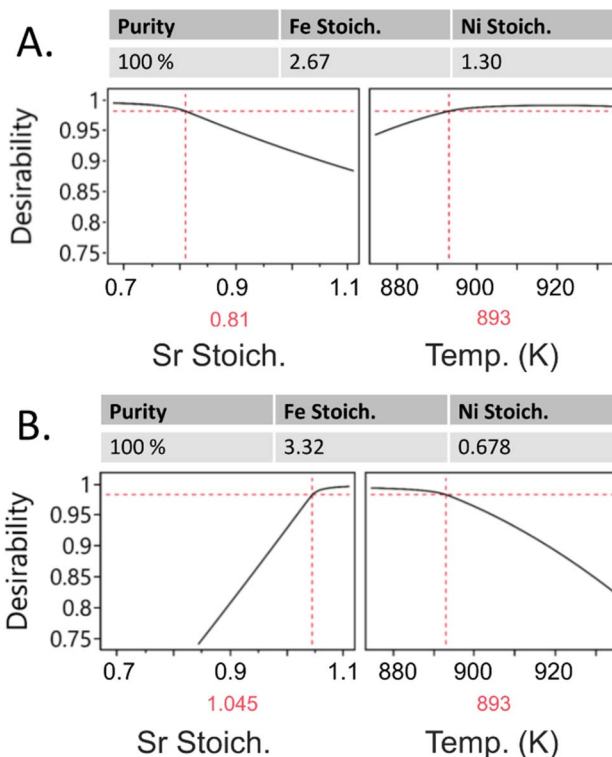 A.
Purity Fe Stoich. Ni Stoich.
100 % 2.67 1.30
Desirability
1
0.95
0.9
0.85
0.8
0.75
0.7 0.9 1.1 880 900 920
0.81 893
Sr Stoich. Temp. (K)
B.
Purity Fe Stoich. Ni Stoich.
100 % 3.32 0.678
Desirability
1
0.95
0.9
0.85
0.8
0.75
0.7 0.9 1.1 880 900 920
1.045 893
Sr Stoich. Temp. (K)